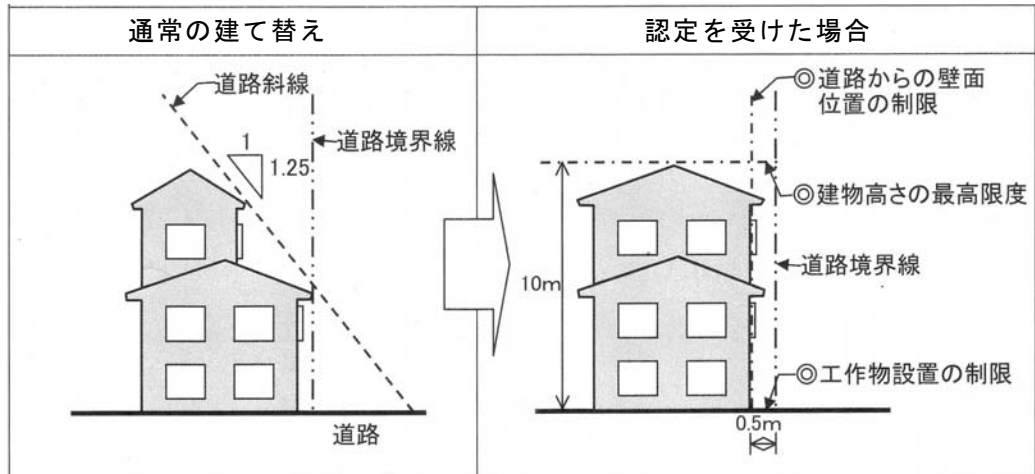 通常の建て替え
認定を受けた場合
道路斜線
1
1.25
道路境界線
道路
◎道路からの壁面
位置の制限
◎建物高さの最高限度
道路境界線
10m
◎工作物設置の制限
0.5m